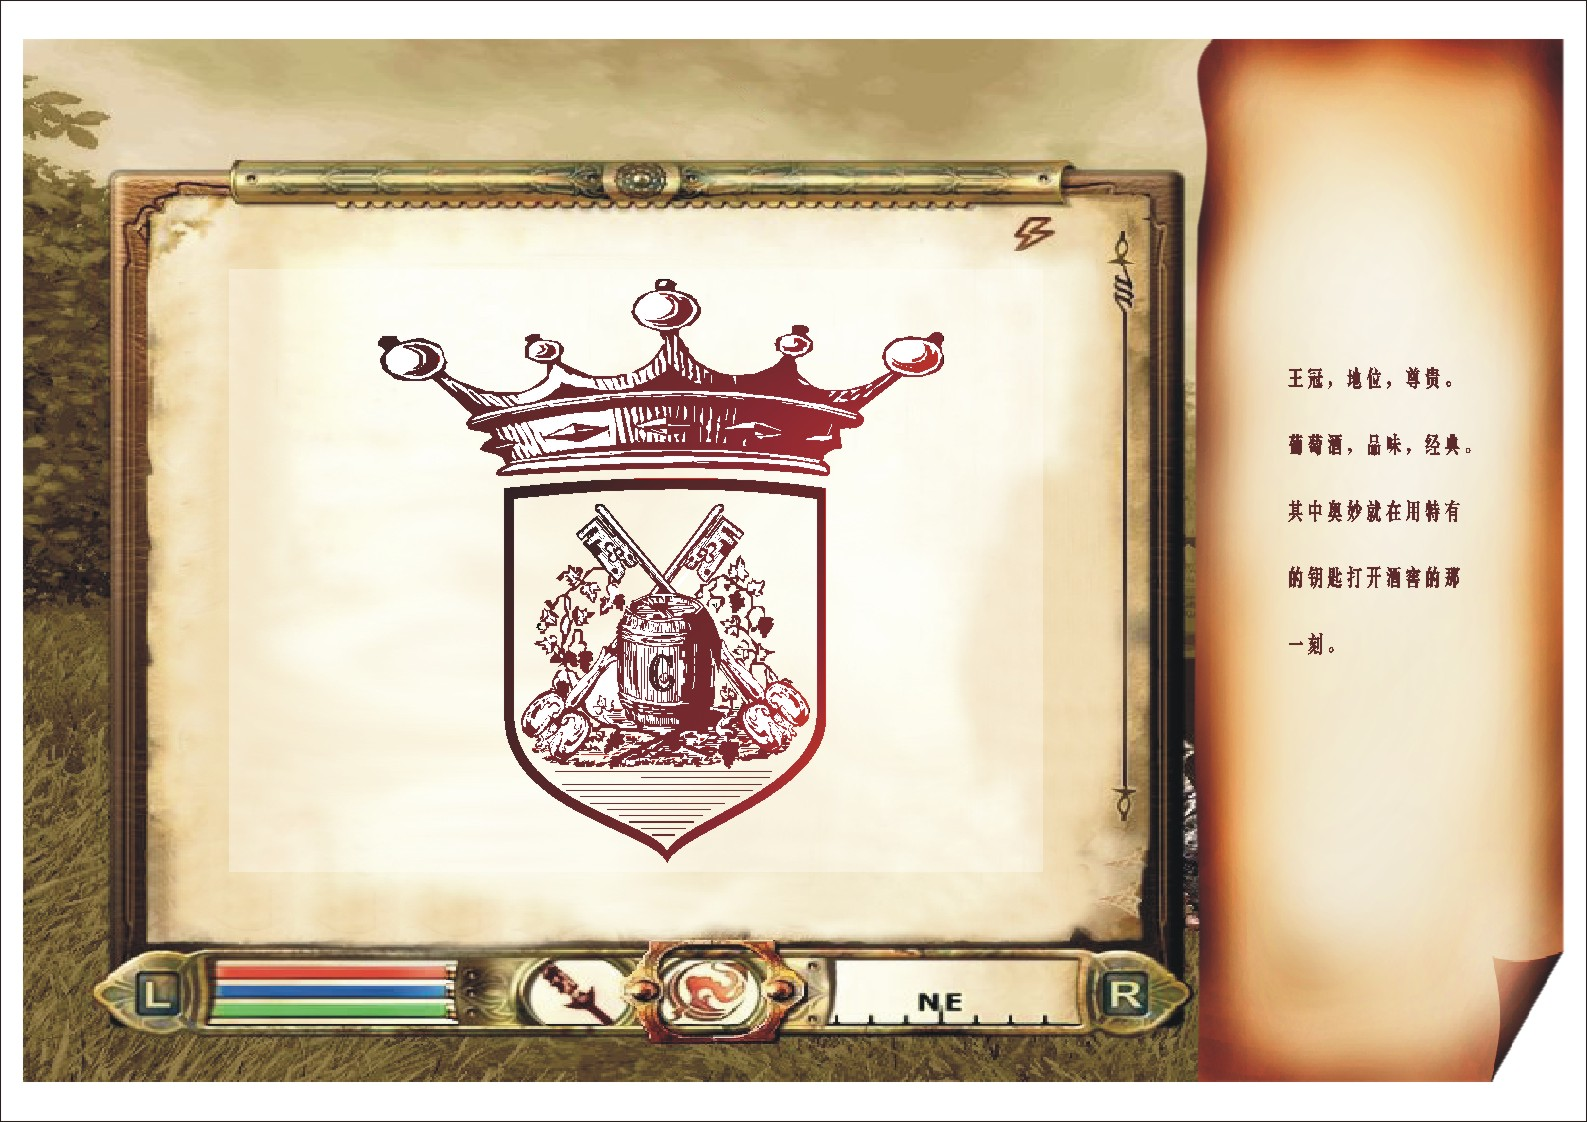 王冠，地位，尊贵。
葡萄酒，品味，经典。
其中奥妙就在用特有
的钥匙打开酒窖的那
一刻。
C
L
NE
R